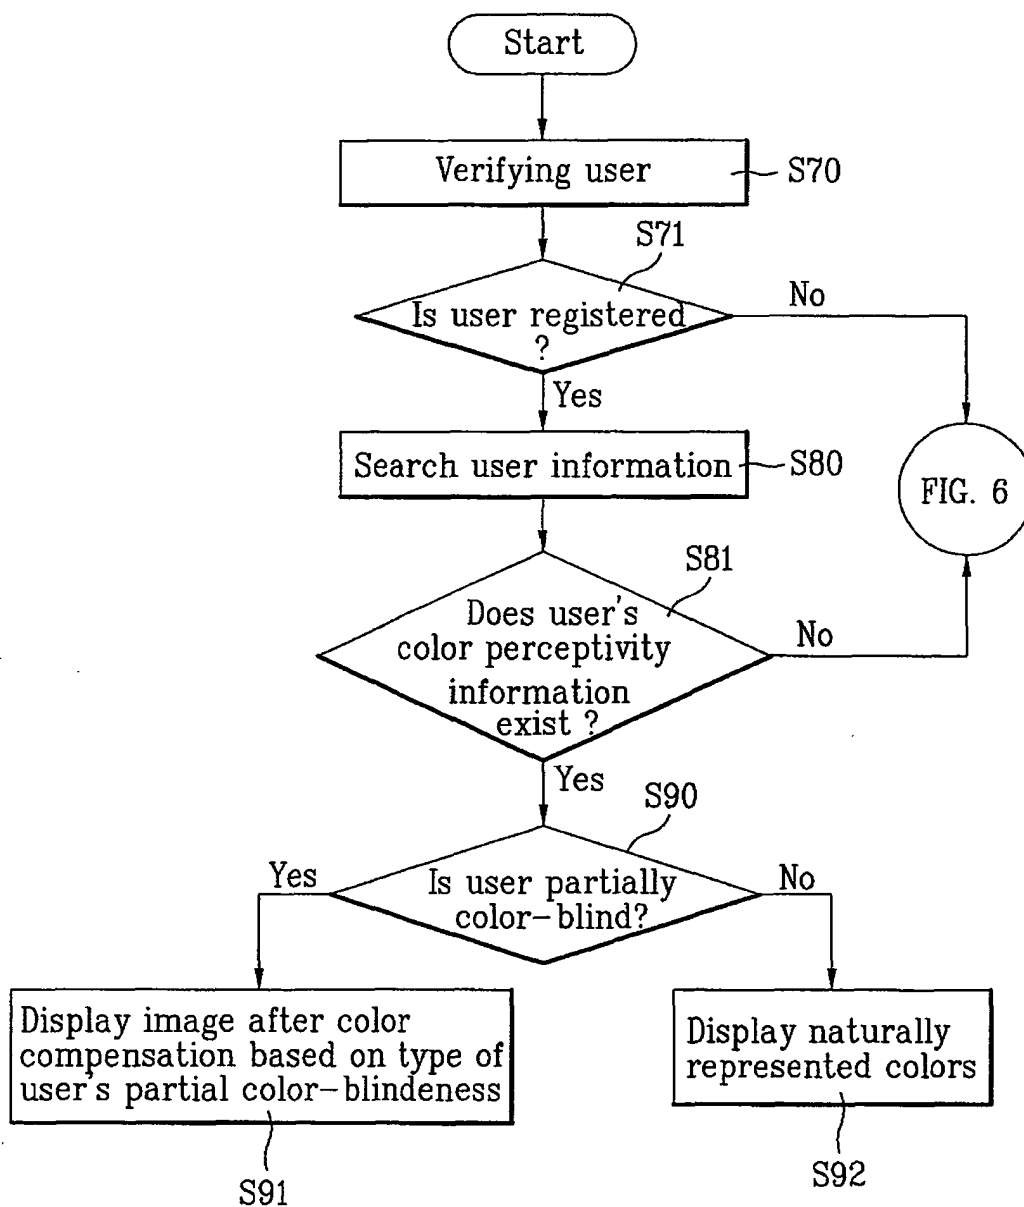 Start
Verifying user
S70
S71
Is user registered
?
No
Yes
Search user information
S80
FIG. 6
S81
Does user's
color perceptivity
information
exist ?
No
Yes
S90
Is user partially
color-blind?
Yes
No
Display image after color
compensation based on type of
user's partial color-blindeness
S91
Display naturally
represented colors
S92